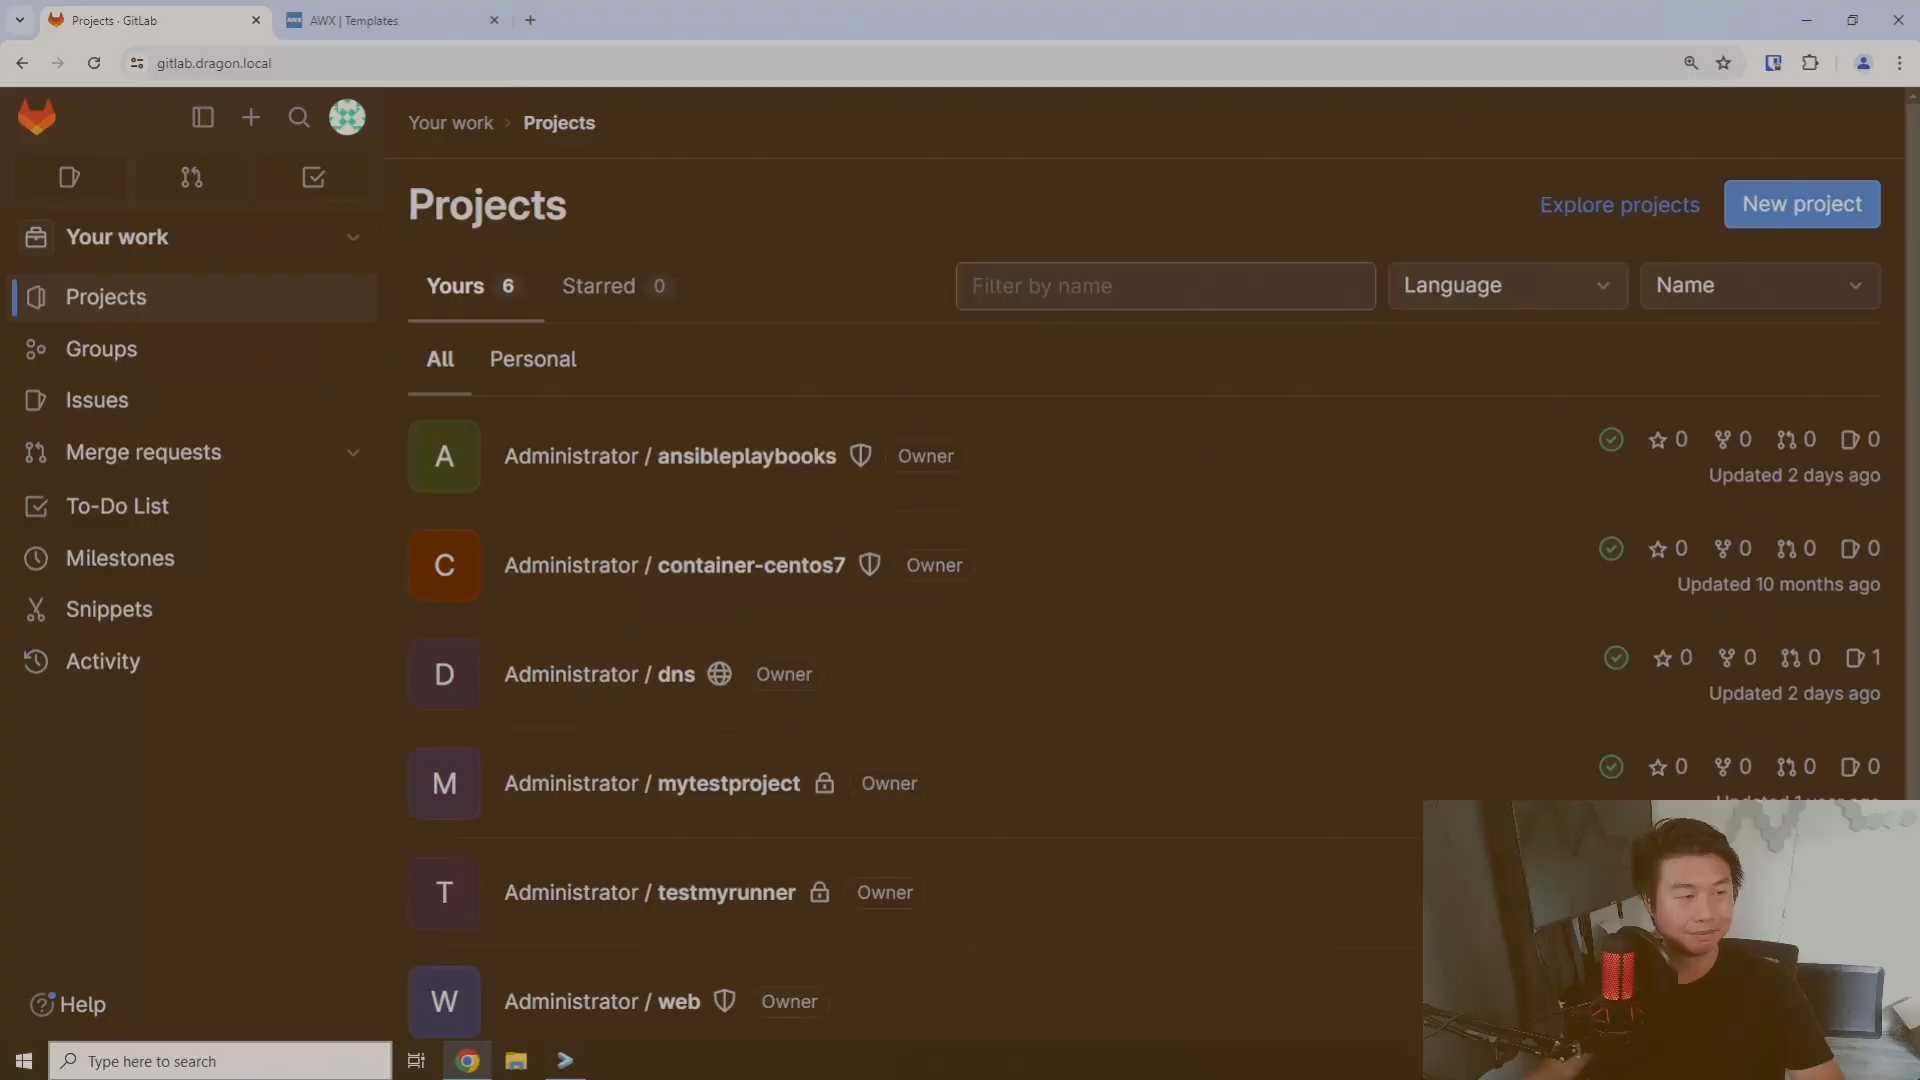 Projects · GitLab
AWX
AWX | Templates
gitlab.dragon.local
Your work
Projects
Groups
Issues
Merge requests
To-Do List
Milestones
Snippets
Activity
Help
Your work > Projects
Projects
Explore projects
New project
Yours 6
Starred 0
Filter by name
Language
Name
All
Personal
A
Administrator / ansibleplaybooks
Owner
0 0 0 0
Updated 2 days ago
C
Administrator / container-centos7
Owner
0 0 0 0
Updated 10 months ago
D
Administrator / dns
Owner
0 0 0 1
Updated 2 days ago
M
Administrator / mytestproject
Owner
0 0 0 0
T
Administrator / testmyrunner
Owner
W
Administrator / web
Owner
Type here to search